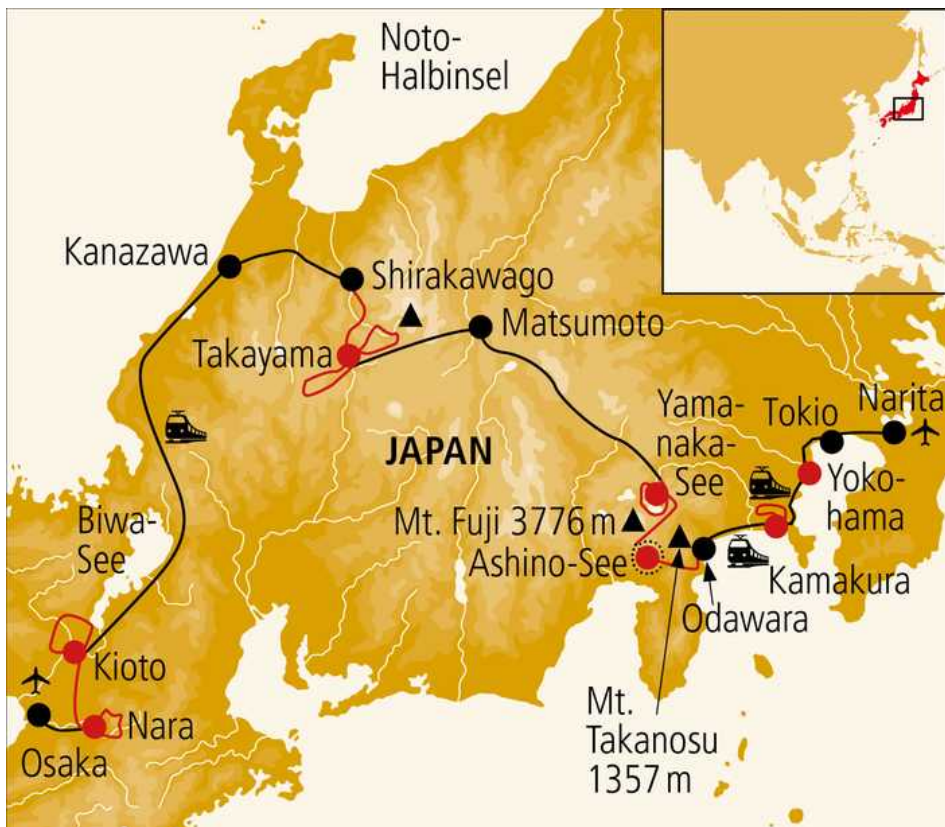 Noto-
Halbinsel
Kanazawa
Shirakawago
Matsumoto
Takayama
Yama-
naka-
See
Tokio
Narita
JAPAN
Yoko-
hama
Mt. Fuji 3776 m
Biwa-
See
Ashino-See
Kamakura
Odawara
Kioto
Mt.
Takanosu
1357 m
Nara
Osaka